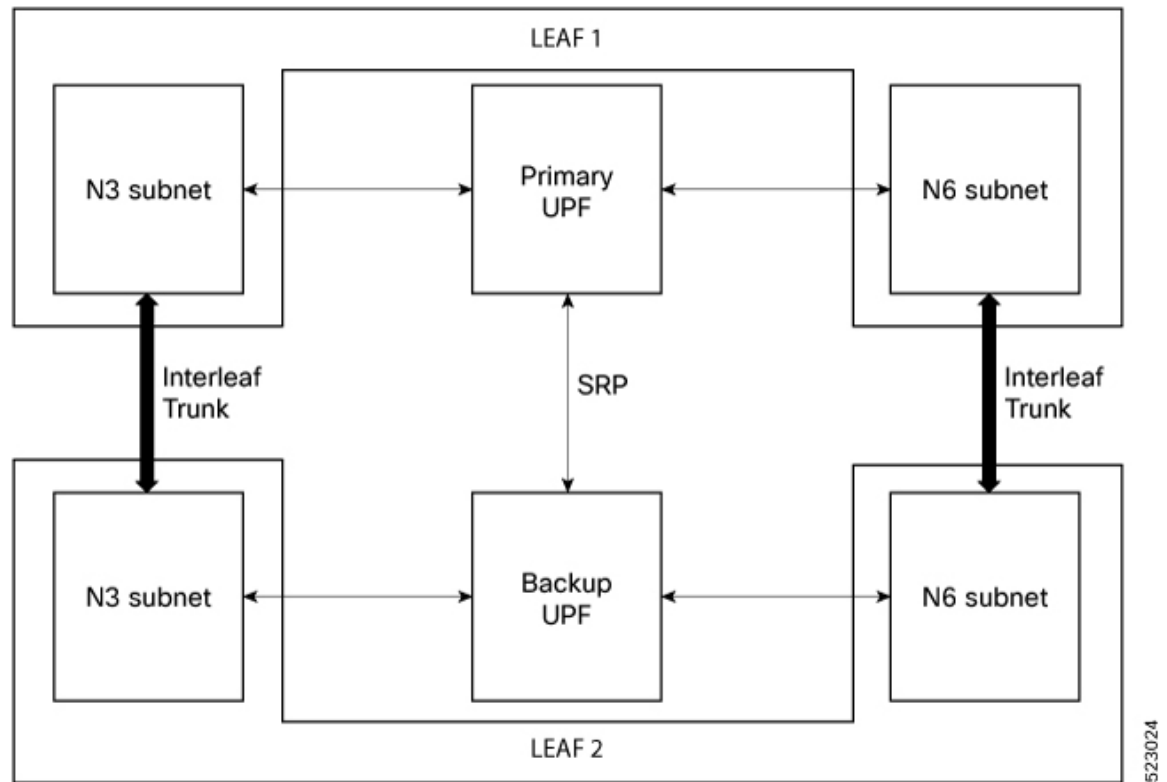 LEAF 1
N3 subnet
Primary
UPF
N6 subnet
Interleaf
Trunk
SRP
Interleaf
Trunk
N3 subnet
Backup
UPF
N6 subnet
LEAF 2
523024